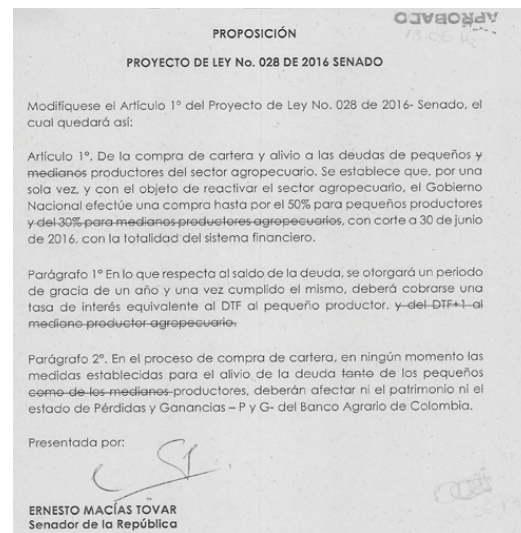 APROBADO
PROPOSICIÓN
PROYECTO DE LEY No. 028 DE 2016 SENADO
Modifíquese el Artículo 1º del Proyecto de Ley No. 028 de 2016- Senado, el
cual quedará así:
Artículo 1º. De la compra de cartera y alivio a las deudas de pequeños y
medianos productores del sector agropecuario. Se establece que, por una
sola vez, y con el objeto de reactivar el sector agropecuario, el Gobierno
Nacional efectúe una compra hasta por el 50% para pequeños productores
y del 30% para medianos productores agropecuarios, con corte a 30 de junio
de 2016, con la totalidad del sistema financiero.
Parágrafo 1º En lo que respecta al saldo de la deuda, se otorgará un periodo
de gracia de un año y una vez cumplido el mismo, deberá cobrarse una
tasa de interés equivalente al DTF al pequeño productor. y del DTF+1 al
mediano productor agropecuario.
Parágrafo 2º. En el proceso de compra de cartera, en ningún momento las
medidas establecidas para el alivio de la deuda tanto de los pequeños
como de los medianos productores, deberán afectar ni el patrimonio ni el
estado de Pérdidas y Ganancias – P y G- del Banco Agrario de Colombia.
Presentada por:
ERNESTO MACÍAS TOVAR
Senador de la República